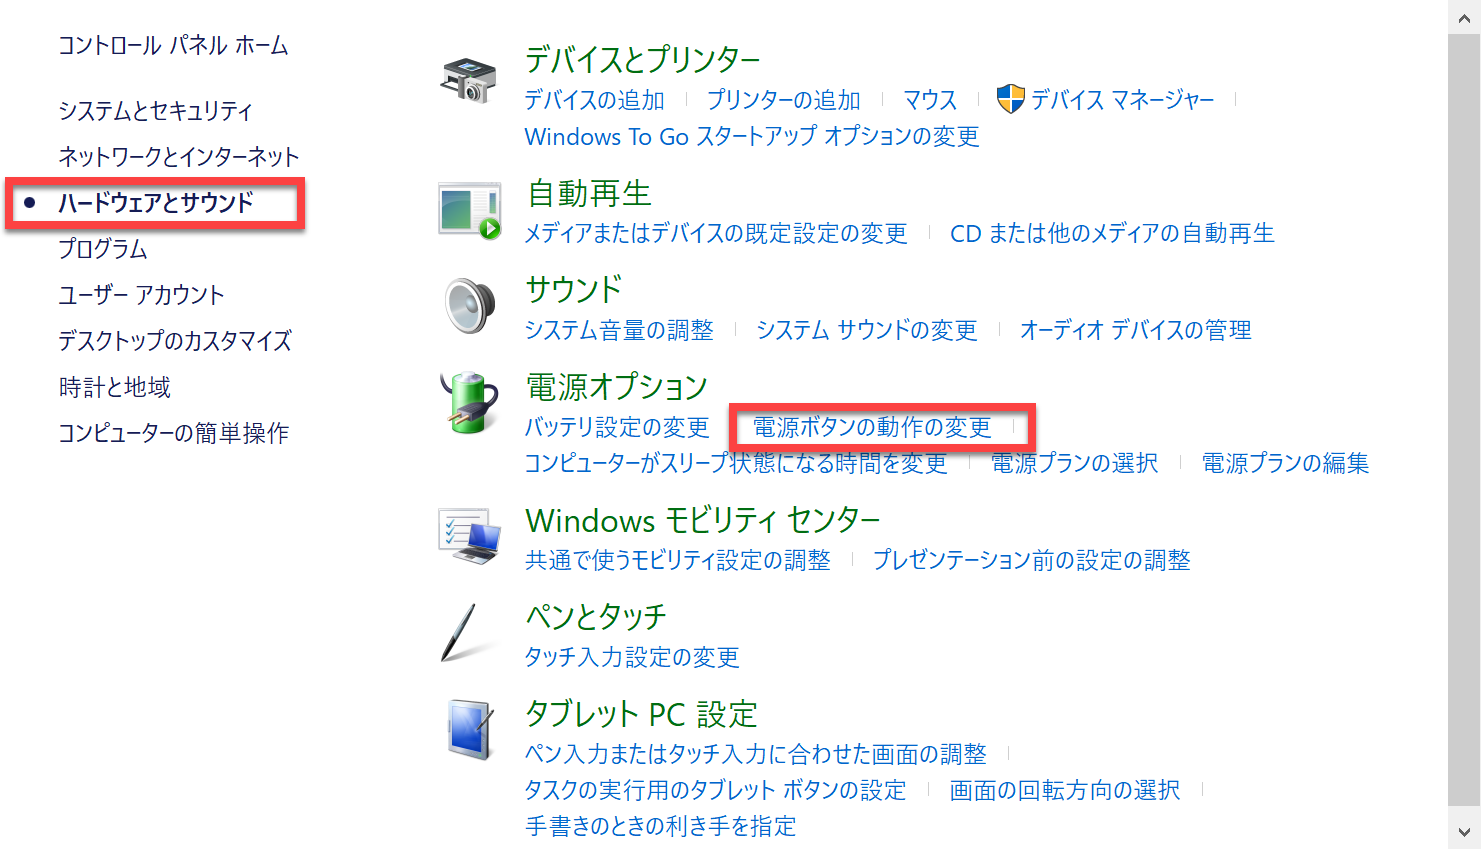 コントロール パネル ホーム
システムとセキュリティ
ネットワークとインターネット
ハードウェアとサウンド
プログラム
ユーザー アカウント
デスクトップのカスタマイズ
時計と地域
コンピューターの簡単操作
デバイスとプリンター
デバイスの追加 プリンターの追加 マウス デバイス マネージャー
Windows To Go スタートアップ オプションの変更
自動再生
メディアまたはデバイスの既定設定の変更 CD または他のメディアの自動再生
サウンド
システム音量の調整 システム サウンドの変更 オーディオ デバイスの管理
電源オプション
バッテリ設定の変更 電源ボタンの動作の変更
コンピューターがスリープ状態になる時間を変更 電源プランの選択 電源プランの編集
Windows モビリティ センター
共通で使うモビリティ設定の調整 プレゼンテーション前の設定の調整
ペンとタッチ
タッチ入力設定の変更
タブレット PC 設定
ペン入力またはタッチ入力に合わせた画面の調整
タスクの実行用のタブレット ボタンの設定 画面の回転方向の選択
手書きのときの利き手を指定